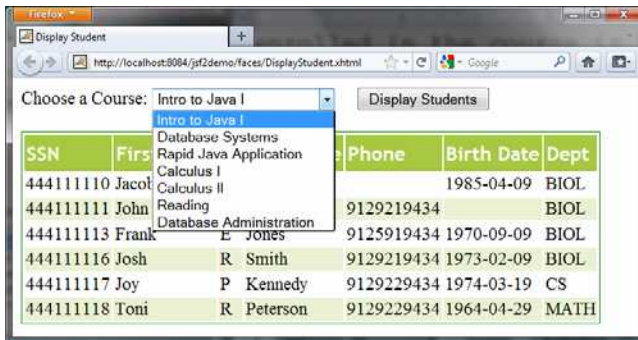 Firefox
Display Student
http://localhost:8084/jsf2demo/faces/DisplayStudent.xhtml Google
Choose a Course: Intro to Java I Display Students
Intro to Java I
Database Systems
Rapid Java Application
Calculus I
Calculus II
Reading
Database Administration
SSN Phone Birth Date Dept
444111110 1985-04-09 BIOL
444111111 John 9129219434 BIOL
444111113 Frank E Jones 9125919434 1970-09-09 BIOL
444111116 Josh R Smith 9129219434 1973-02-09 BIOL
444111117 Joy P Kennedy 9129229434 1974-03-19 CS
444111118 Toni R Peterson 9129229434 1964-04-29 MATH